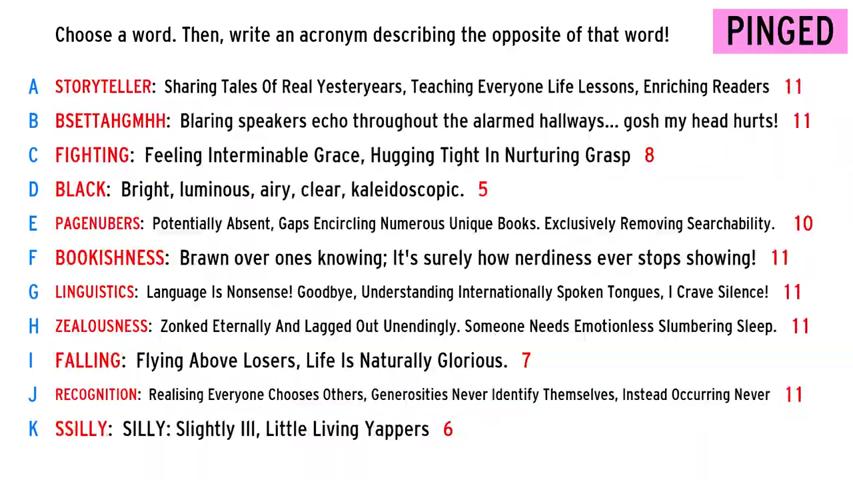 Choose a word. Then, write an acronym describing the opposite of that word!
PINGED
A STORYTELLER: Sharing Tales Of Real Yesteryears, Teaching Everyone Life Lessons, Enriching Readers 11
B BSETTAHGMHH: Blaring speakers echo throughout the alarmed hallways... gosh my head hurts! 11
C FIGHTING: Feeling Interminable Grace, Hugging Tight In Nurturing Grasp 8
D BLACK: Bright, luminous, airy, clear, kaleidoscopic. 5
E PAGENUBERS: Potentially Absent, Gaps Encircling Numerous Unique Books. Exclusively Removing Searchability. 10
F BOOKISHNESS: Brawn over ones knowing; It's surely how nerdiness ever stops showing! 11
G LINGUISTICS: Language Is Nonsense! Goodbye, Understanding Internationally Spoken Tongues, I Crave Silence! 11
H ZEALOUSNESS: Zonked Eternally And Lagged Out Unendingly. Someone Needs Emotionless Slumbering Sleep. 11
I FALLING: Flying Above Losers, Life Is Naturally Glorious. 7
J RECOGNITION: Realising Everyone Chooses Others, Generosities Never Identify Themselves, Instead Occurring Never 11
K SSILLY: SILLY: Slightly Ill, Little Living Yappers 6